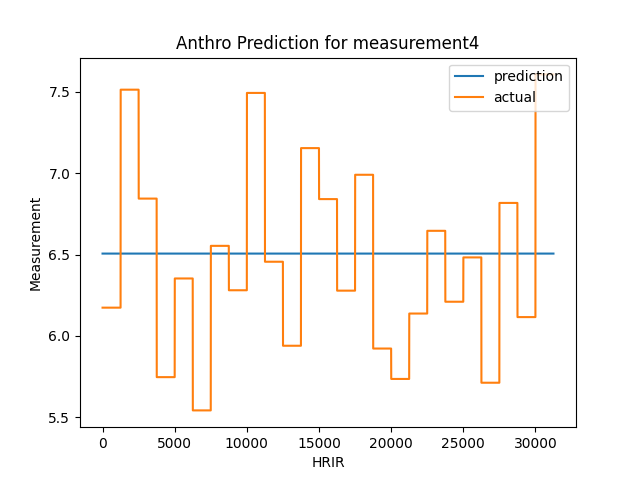 Anthro Prediction for measurement4
prediction
actual
7.5
7.0
6.5
6.0
5.5
Measurement
0 5000 10000 15000 20000 25000 30000
HRIR